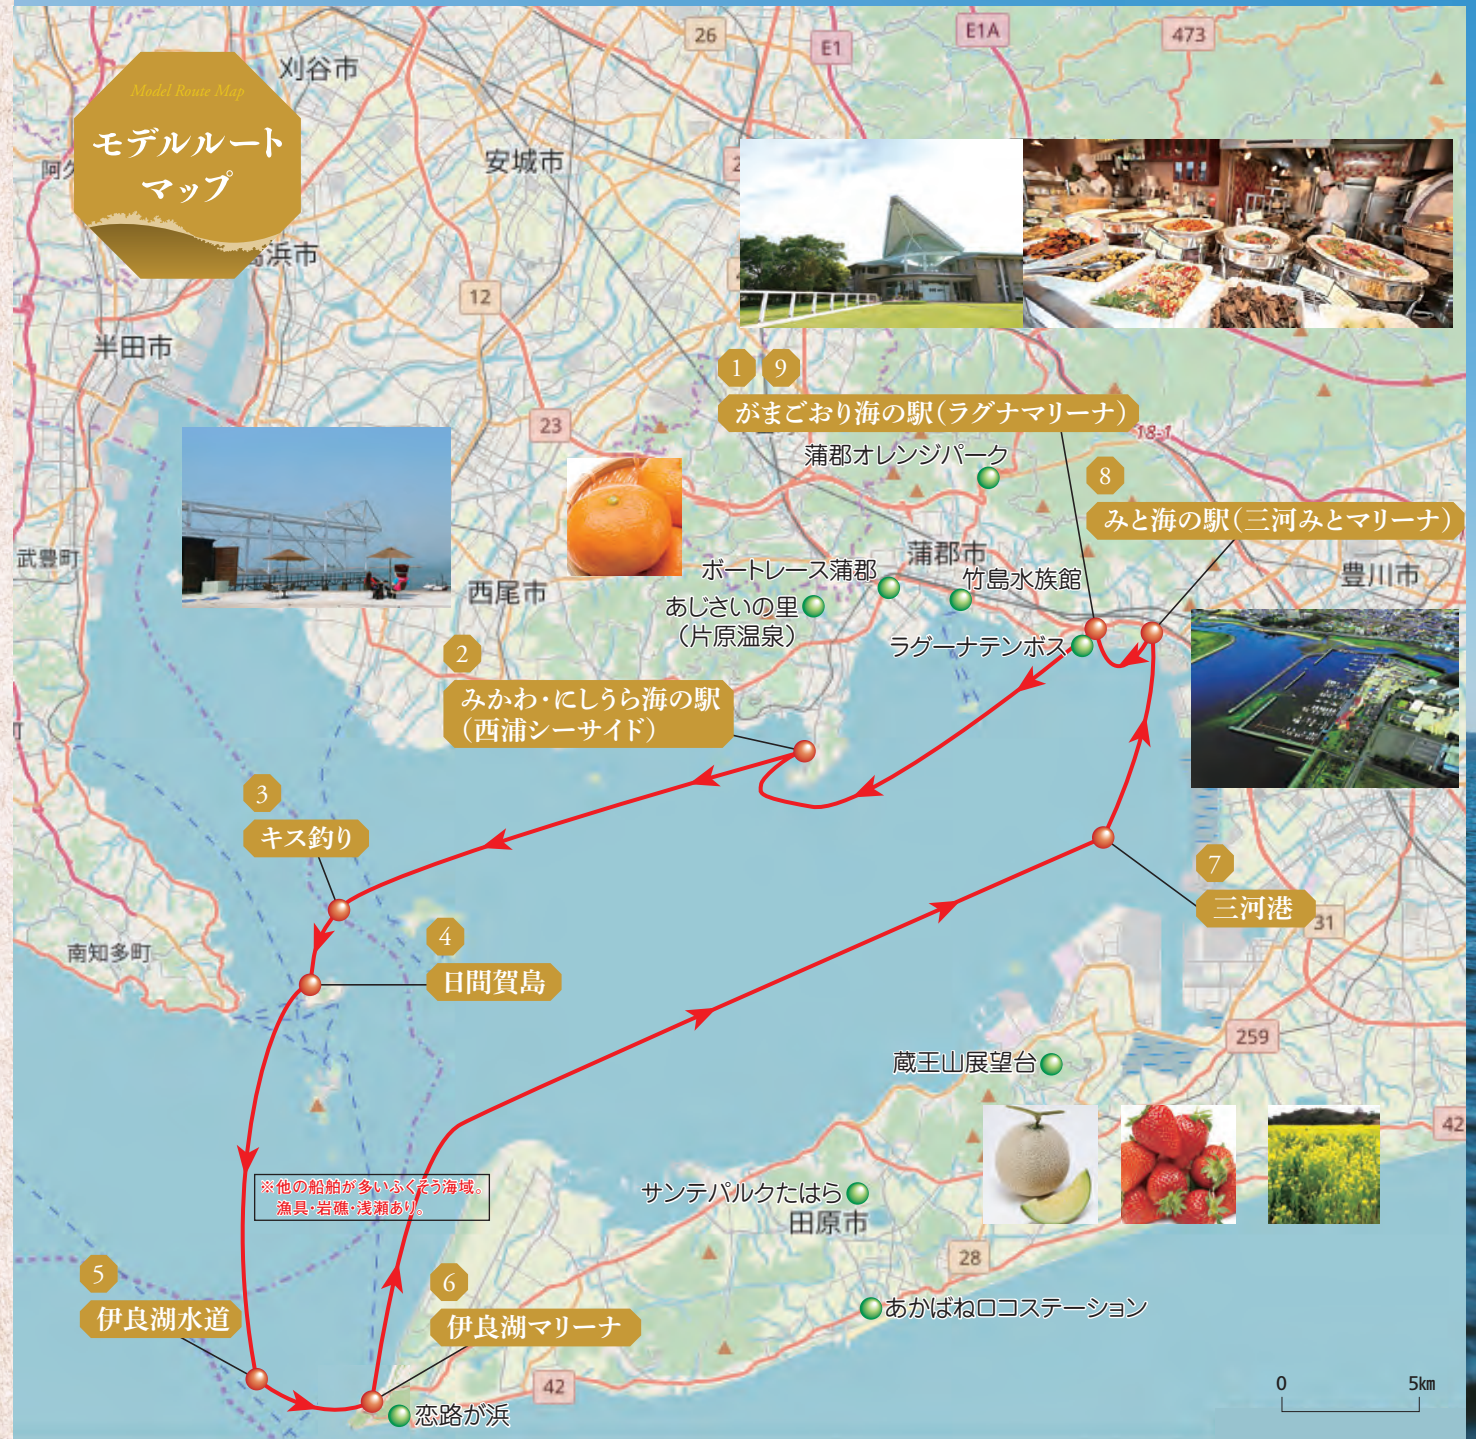 Model Route Map
モデルルート
マップ
刈谷市
26
E1
E1A
473
安城市
浜市
12
半田市
23
1
9
がまごおり海の駅（ラグナマリーナ）
18-1
蒲郡オレンジパーク
8
みと海の駅（三河みとマリーナ）
武豊町
西尾市
ボートレース蒲郡
蒲郡市
竹島水族館
豊川市
あじさいの里
（片原温泉）
ラグーナテンボス
2
みかわ・にしうら海の駅
（西浦シーサイド）
3
キス釣り
7
三河港
31
4
日間賀島
南知多町
259
蔵王山展望台
42
※他の船舶が多いふくそう海域。
漁具・岩礁・浅瀬あり。
サンテパルクたはら
田原市
28
5
伊良湖水道
6
伊良湖マリーナ
あかばねロコステーション
42
恋路が浜
0
5km